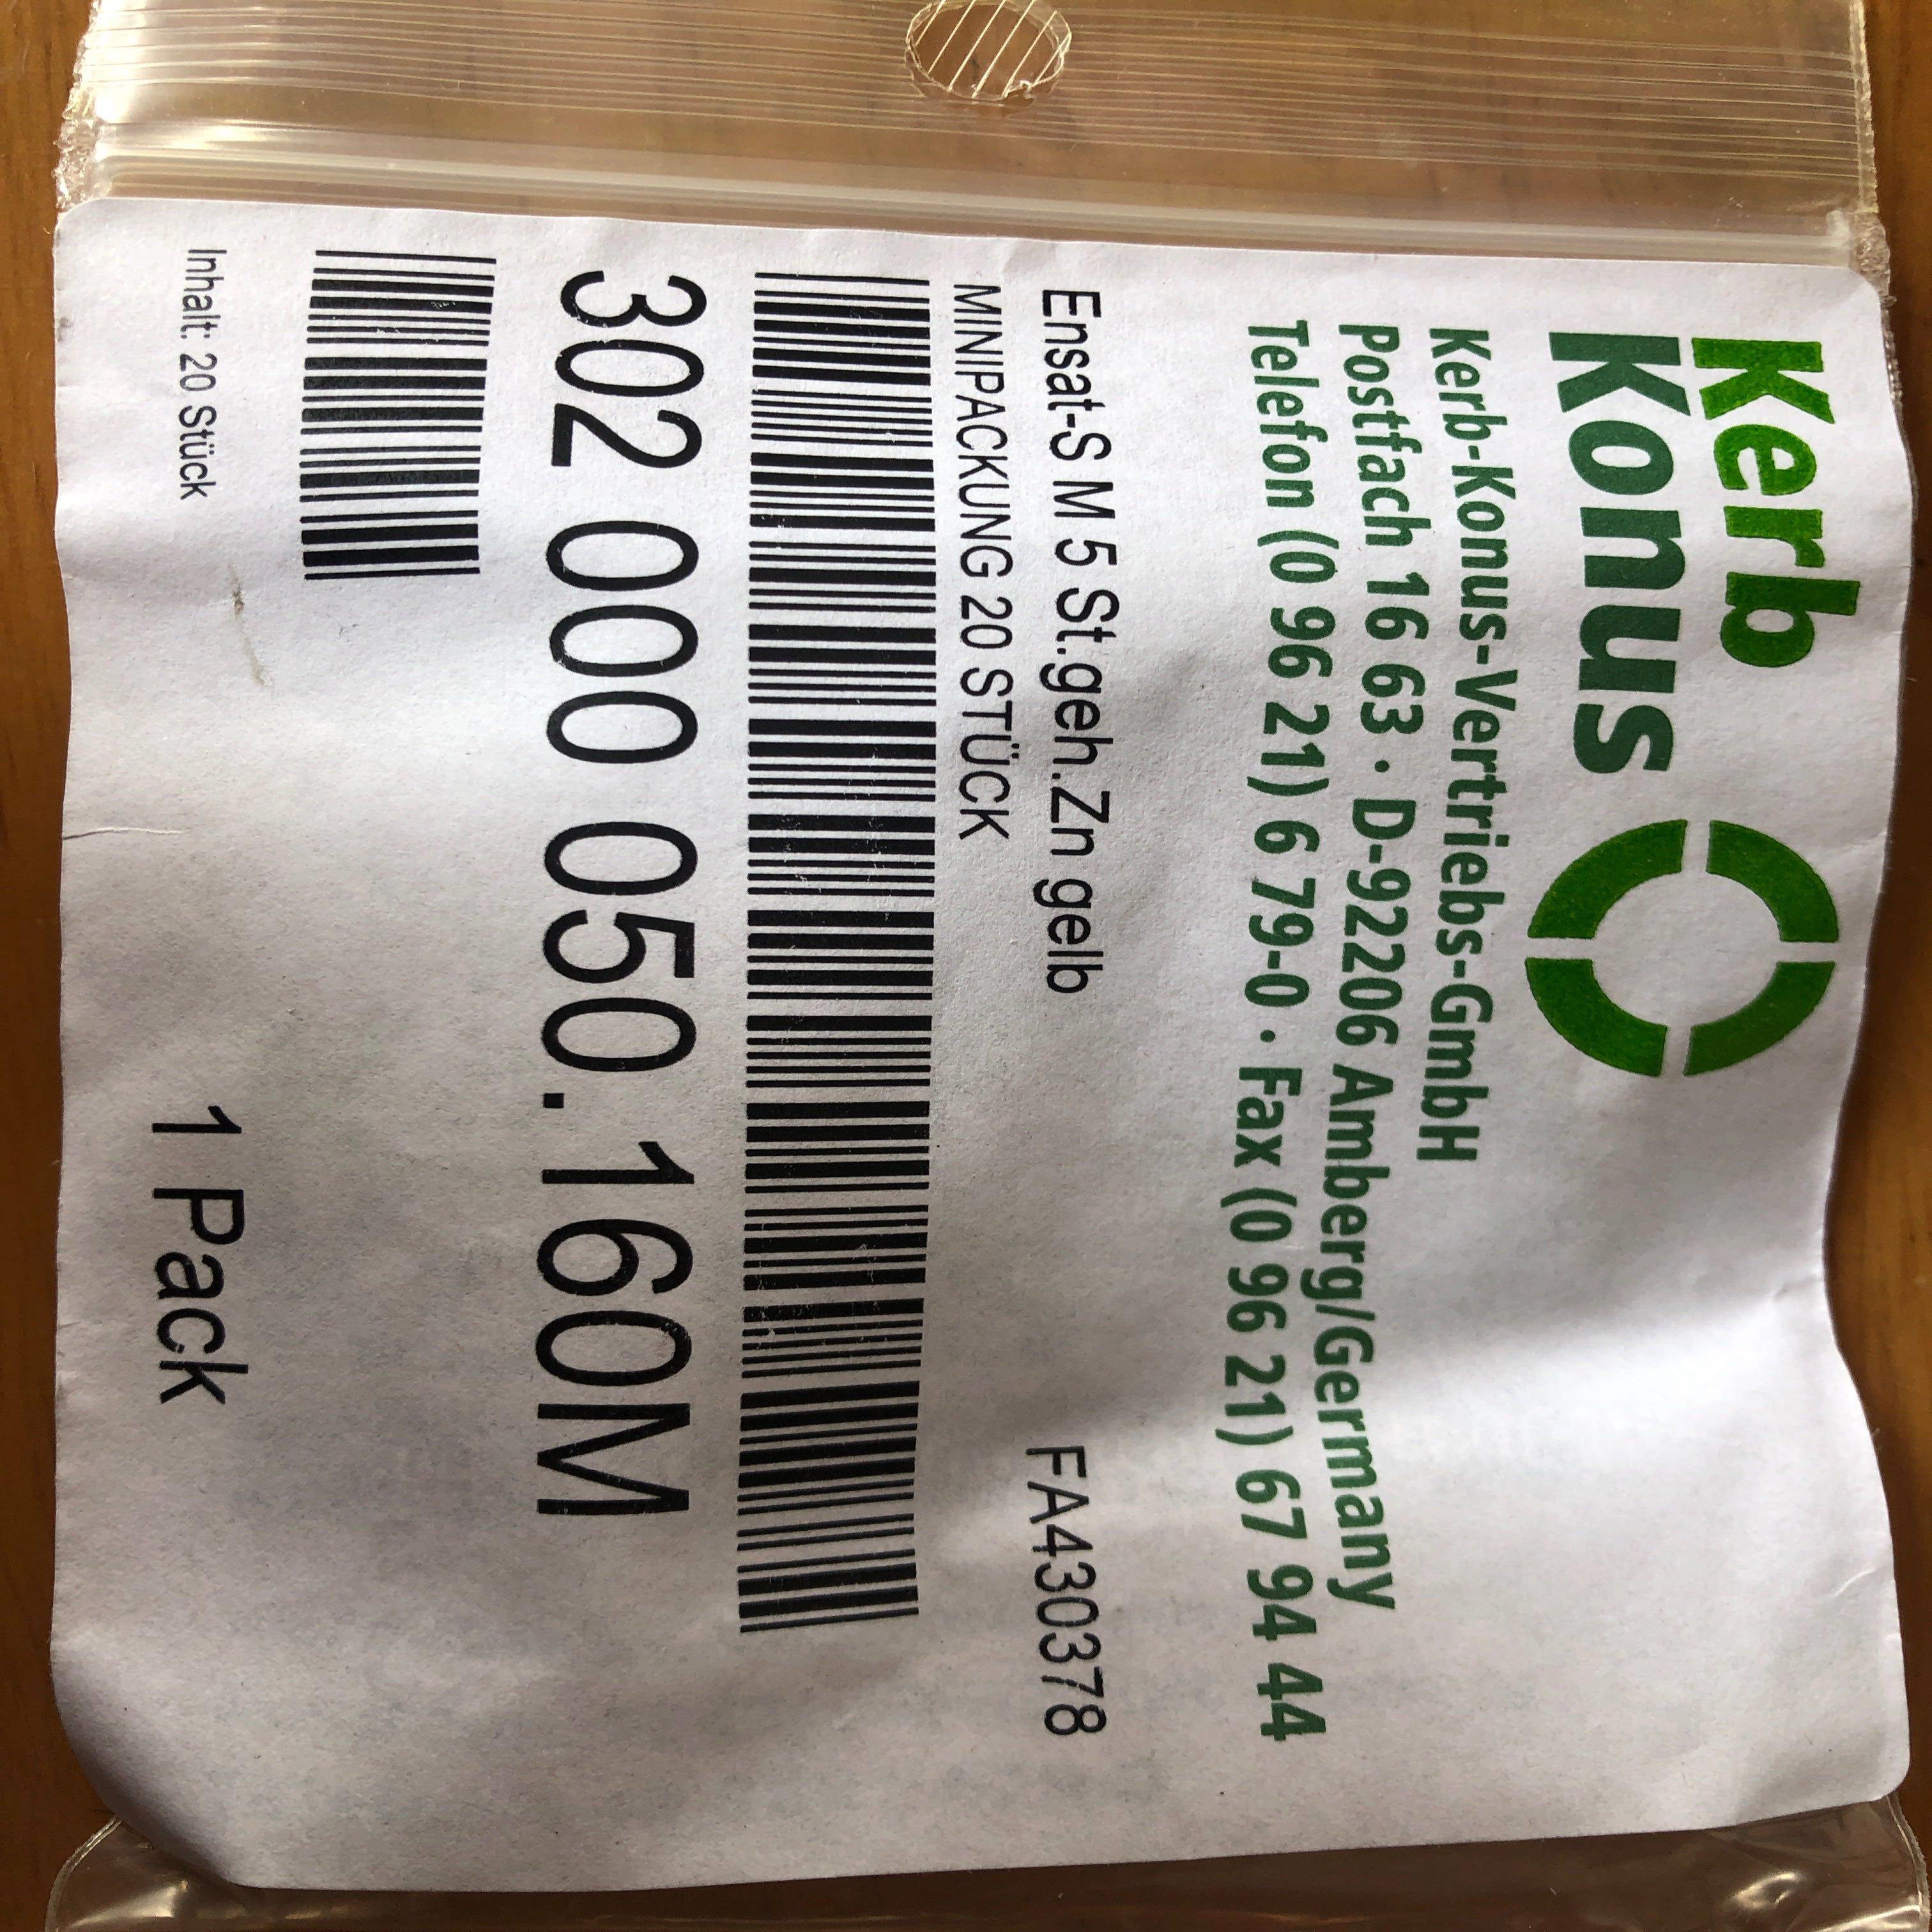 Kerb
Konus
Kerb-Konus-Vertriebs-GmbH
Postfach 16 63 · D-92206 Amberg/Germany
Telefon (0 96 21) 6 79-0 · Fax (0 96 21) 67 94 44
Ensat-S M 5 St.geh.Zn gelb FA430378
MINIPACKUNG 20 STÜCK
302 000 050.160M
Inhalt: 20 Stück 1 Pack